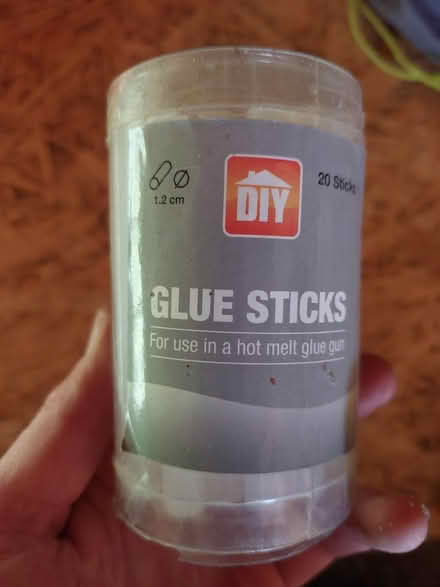 DIY
20 Sticks
1.2 cm
GLUE STICKS
For use in a hot melt glue gun